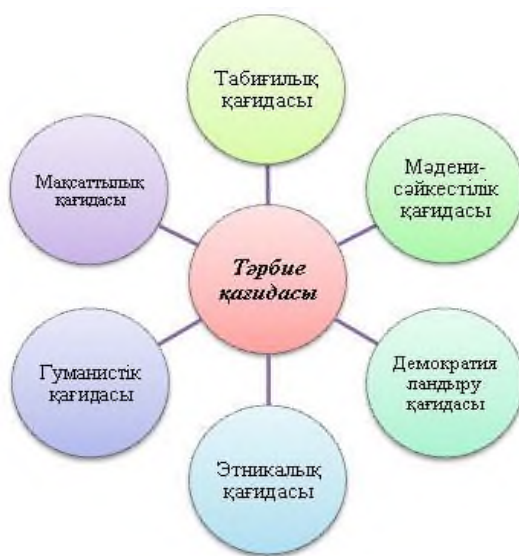 Табиғилық
қағидасы
Мәдени-
сәйкестілік
қағидасы
Мақсаттылық
қағидасы
Тәрбие
қағидасы
Гуманистік
қағидасы
Демократия
ландыру
қағидасы
Этникалық
қағидасы